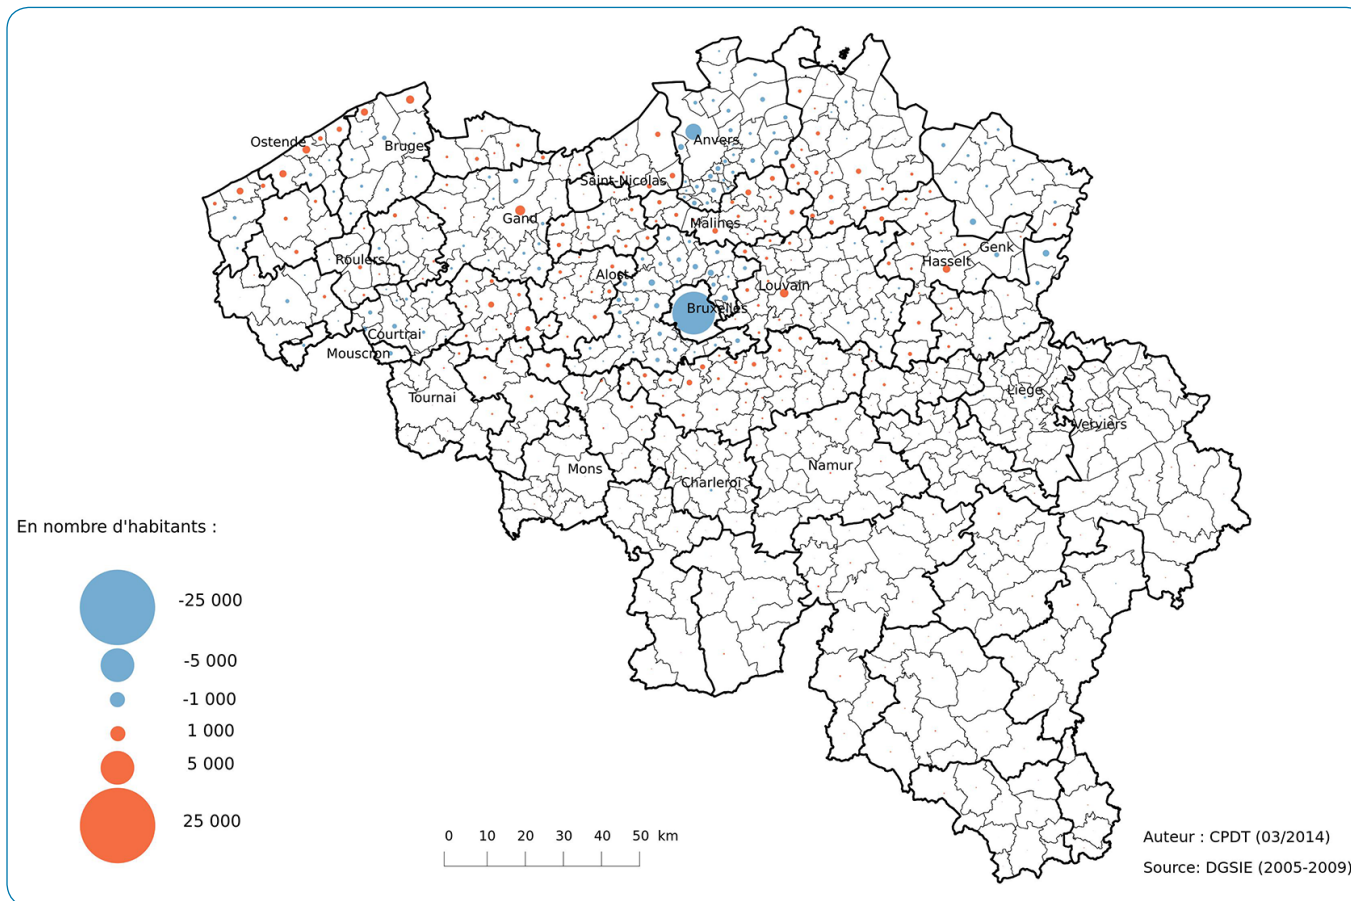 Ostende
Bruges
Anvers
Saint-Nicolas
Gand
Malines
Roulers
Alost
Genk
Hasselt
Louvain
Bruxelles
Courtrai
Mouscron
Tournai
Liège
Verviers
Mons
Namur
Charleroi
En nombre d'habitants :
-25 000
-5 000
-1 000
1 000
5 000
25 000
0 10 20 30 40 50 km
Auteur : CPDT (03/2014)
Source: DGSIE (2005-2009)